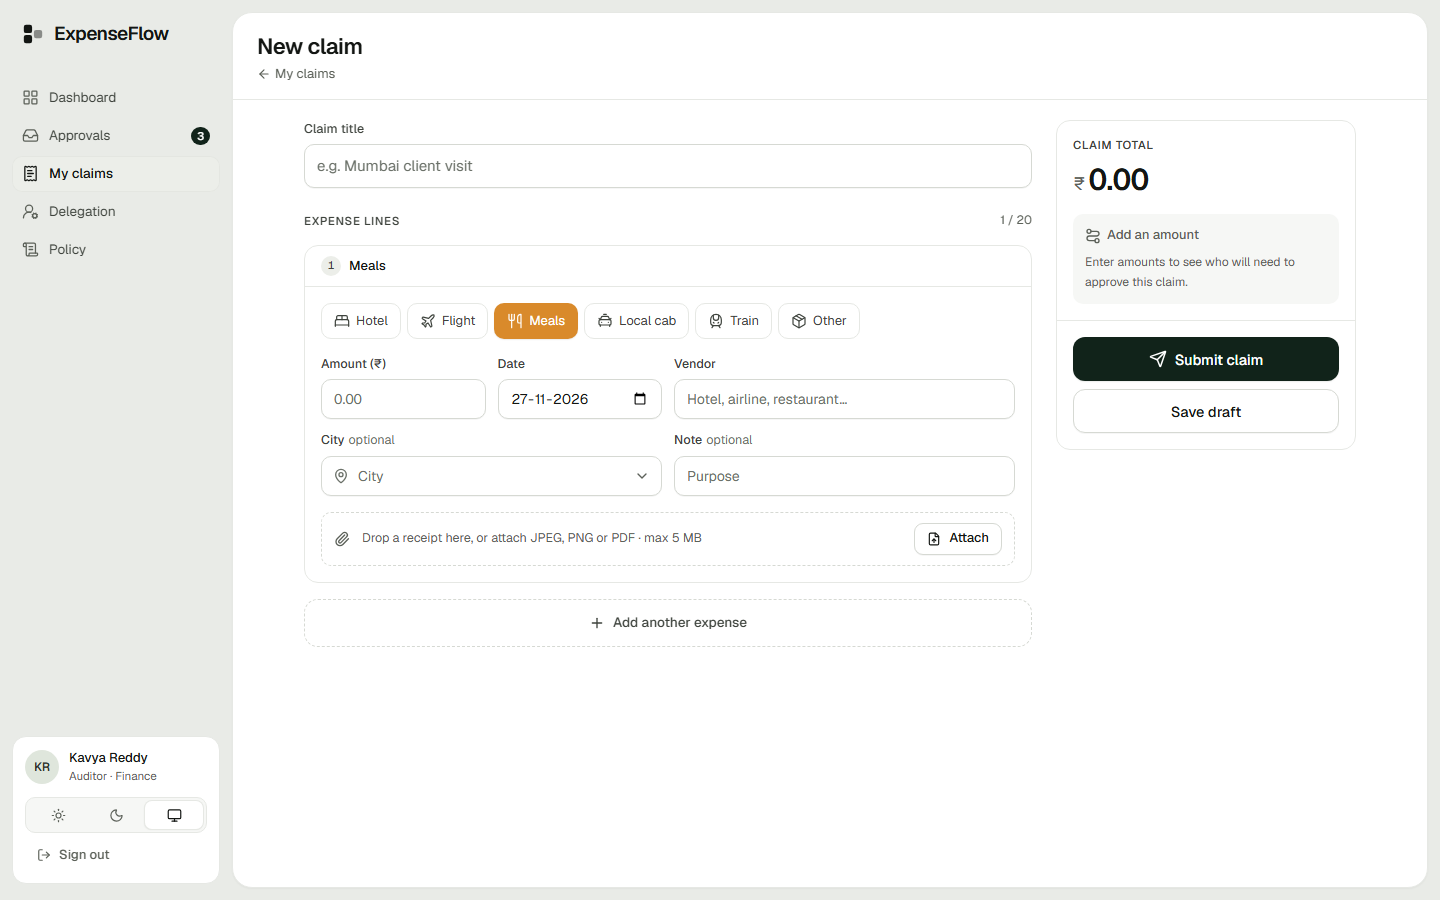 ExpenseFlow
Dashboard
Approvals 3
My claims
Delegation
Policy
Kavya Reddy
KR
Auditor · Finance
Sign out
New claim
My claims
Claim title
e.g. Mumbai client visit
EXPENSE LINES 1 / 20
1 Meals
Hotel Flight Meals Local cab Train Other
Amount (₹) Date Vendor
0.00 27-11-2026 Hotel, airline, restaurant…
City optional Note optional
City Purpose
Drop a receipt here, or attach JPEG, PNG or PDF · max 5 MB Attach
Add another expense
CLAIM TOTAL
₹ 0.00
Add an amount
Enter amounts to see who will need to
approve this claim.
Submit claim
Save draft